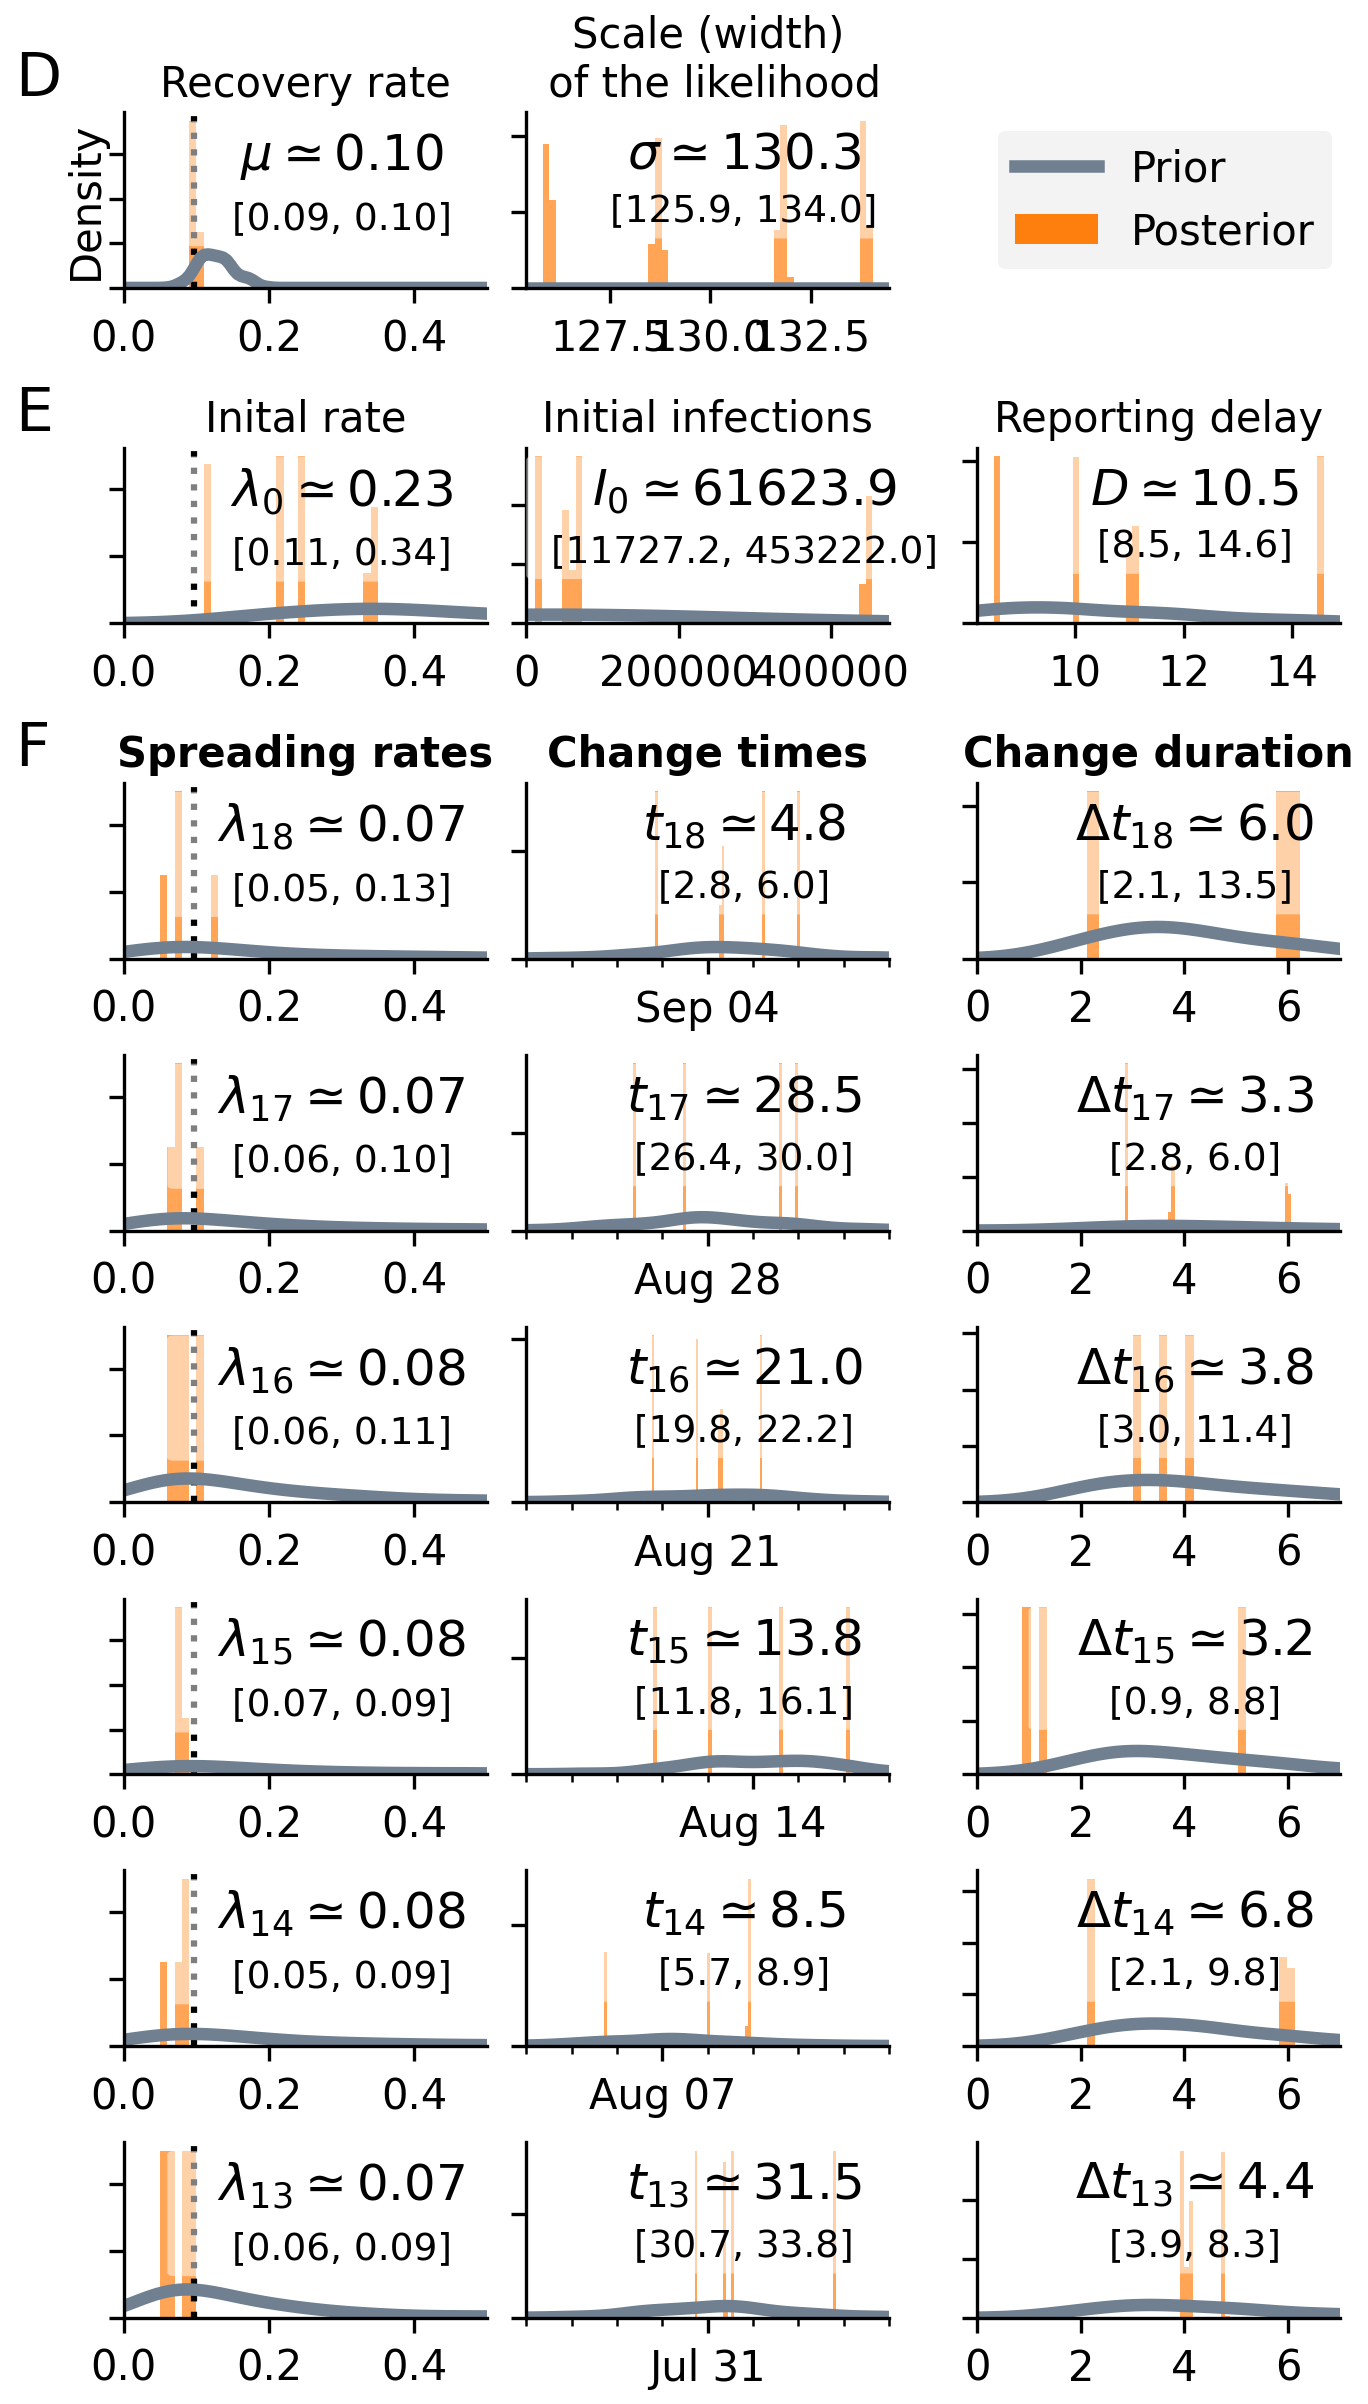 D
Recovery rate
Scale (width)
of the likelihood
Density
μ ≃ 0.10
[0.09, 0.10]
0.0 0.2 0.4
σ ≃ 130.3
[125.9, 134.0]
127.5 130.0 132.5
Prior
Posterior
E
Inital rate
Initial infections
Reporting delay
λ₀ ≃ 0.23
[0.11, 0.34]
0.0 0.2 0.4
I₀ ≃ 61623.9
[11727.2, 453222.0]
0 200000 400000
D ≃ 10.5
[8.5, 14.6]
10 12 14
F
Spreading rates
Change times
Change duration
λ₁₈ ≃ 0.07
[0.05, 0.13]
0.0 0.2 0.4
t₁₈ ≃ 4.8
[2.8, 6.0]
Sep 04
Δt₁₈ ≃ 6.0
[2.1, 13.5]
0 2 4 6
λ₁₇ ≃ 0.07
[0.06, 0.10]
0.0 0.2 0.4
t₁₇ ≃ 28.5
[26.4, 30.0]
Aug 28
Δt₁₇ ≃ 3.3
[2.8, 6.0]
0 2 4 6
λ₁₆ ≃ 0.08
[0.06, 0.11]
0.0 0.2 0.4
t₁₆ ≃ 21.0
[19.8, 22.2]
Aug 21
Δt₁₆ ≃ 3.8
[3.0, 11.4]
0 2 4 6
λ₁₅ ≃ 0.08
[0.07, 0.09]
0.0 0.2 0.4
t₁₅ ≃ 13.8
[11.8, 16.1]
Aug 14
Δt₁₅ ≃ 3.2
[0.9, 8.8]
0 2 4 6
λ₁₄ ≃ 0.08
[0.05, 0.09]
0.0 0.2 0.4
t₁₄ ≃ 8.5
[5.7, 8.9]
Aug 07
Δt₁₄ ≃ 6.8
[2.1, 9.8]
0 2 4 6
λ₁₃ ≃ 0.07
[0.06, 0.09]
0.0 0.2 0.4
t₁₃ ≃ 31.5
[30.7, 33.8]
Jul 31
Δt₁₃ ≃ 4.4
[3.9, 8.3]
0 2 4 6